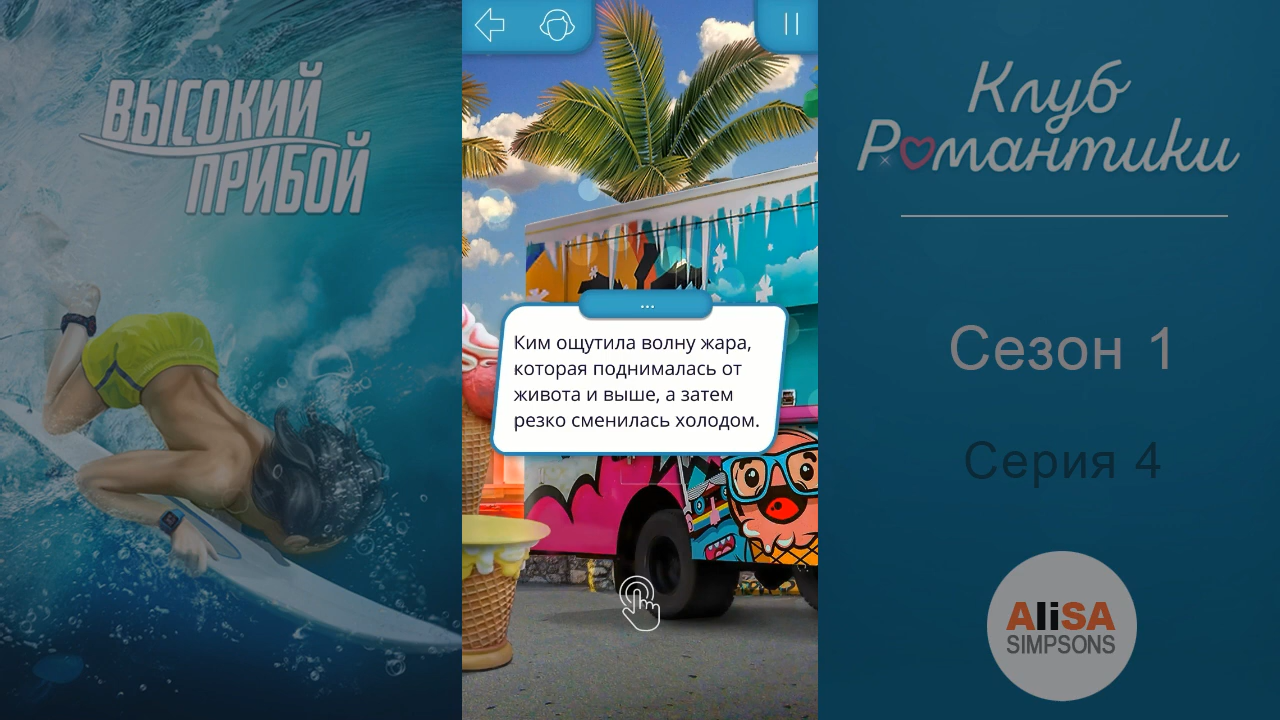 ВЫСОКИЙ
ПРИБОЙ
...
Ким ощутила волну жара,
которая поднималась от
живота и выше, а затем
резко сменилась холодом.
Клуб
Романтики
Сезон 1
Серия 4
ALiSA
SIMPSONS